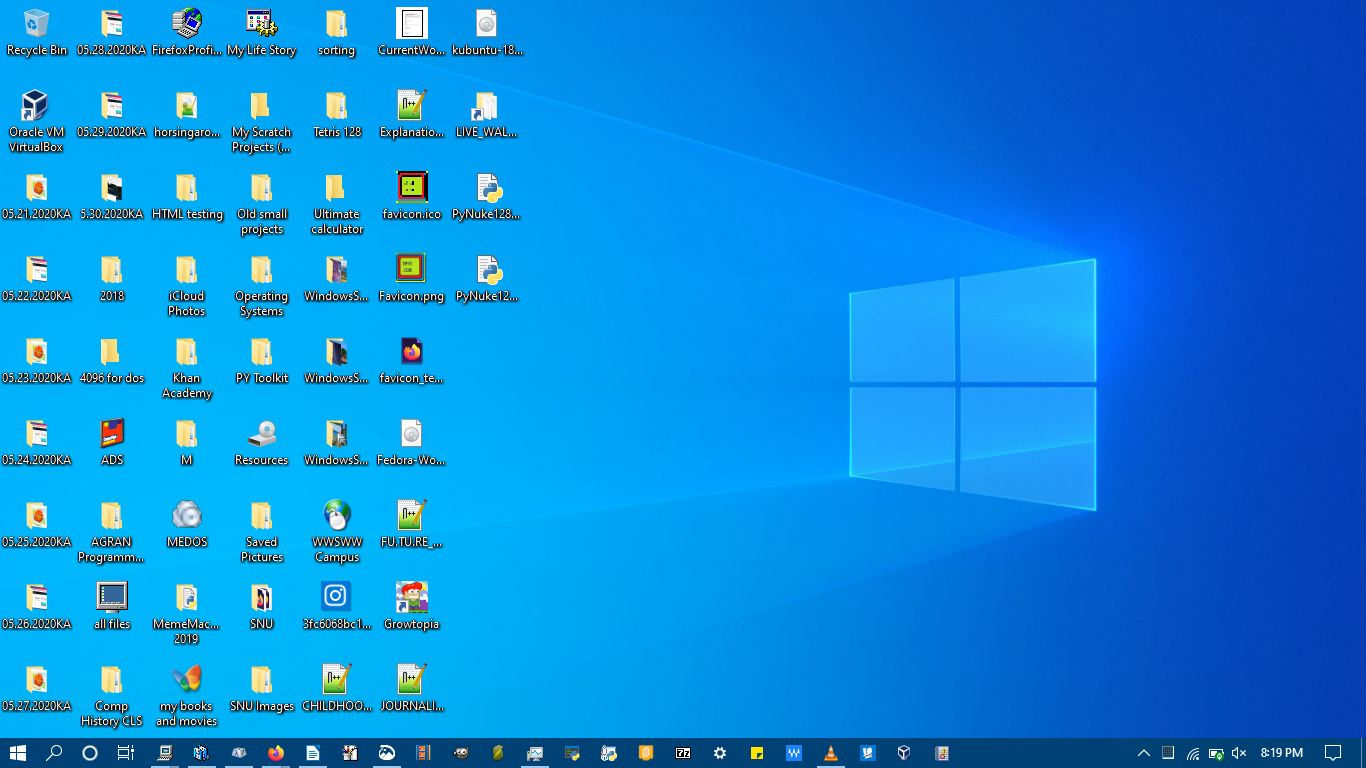 Recycle Bin
05.28.2020KA
FirefoxProfi...
My Life Story
sorting
CurrentWo...
kubuntu-18...
Oracle VM
VirtualBox
05.29.2020KA
horsingaro...
My Scratch
Projects (...
Tetris 128
Explanatio...
LIVE_WAL...
05.21.2020KA
5.30.2020KA
HTML testing
Old small
projects
Ultimate
calculator
favicon.ico
PyNuke128...
05.22.2020KA
2018
iCloud
Photos
Operating
Systems
WindowsS...
Favicon.png
PyNuke12...
05.23.2020KA
4096 for dos
Khan
Academy
PY Toolkit
WindowsS...
favicon_te...
05.24.2020KA
ADS
M
Resources
WindowsS...
Fedora-Wo...
05.25.2020KA
AGRAN
Programm...
MEDOS
Saved
Pictures
WWSWW
Campus
FU.TU.RE_...
05.26.2020KA
all files
MemeMac...
2019
SNU
3fc6068bc1...
Growtopia
05.27.2020KA
Comp
History CLS
my books
and movies
SNU Images
CHILDHOO...
JOURNALI...
8:19 PM